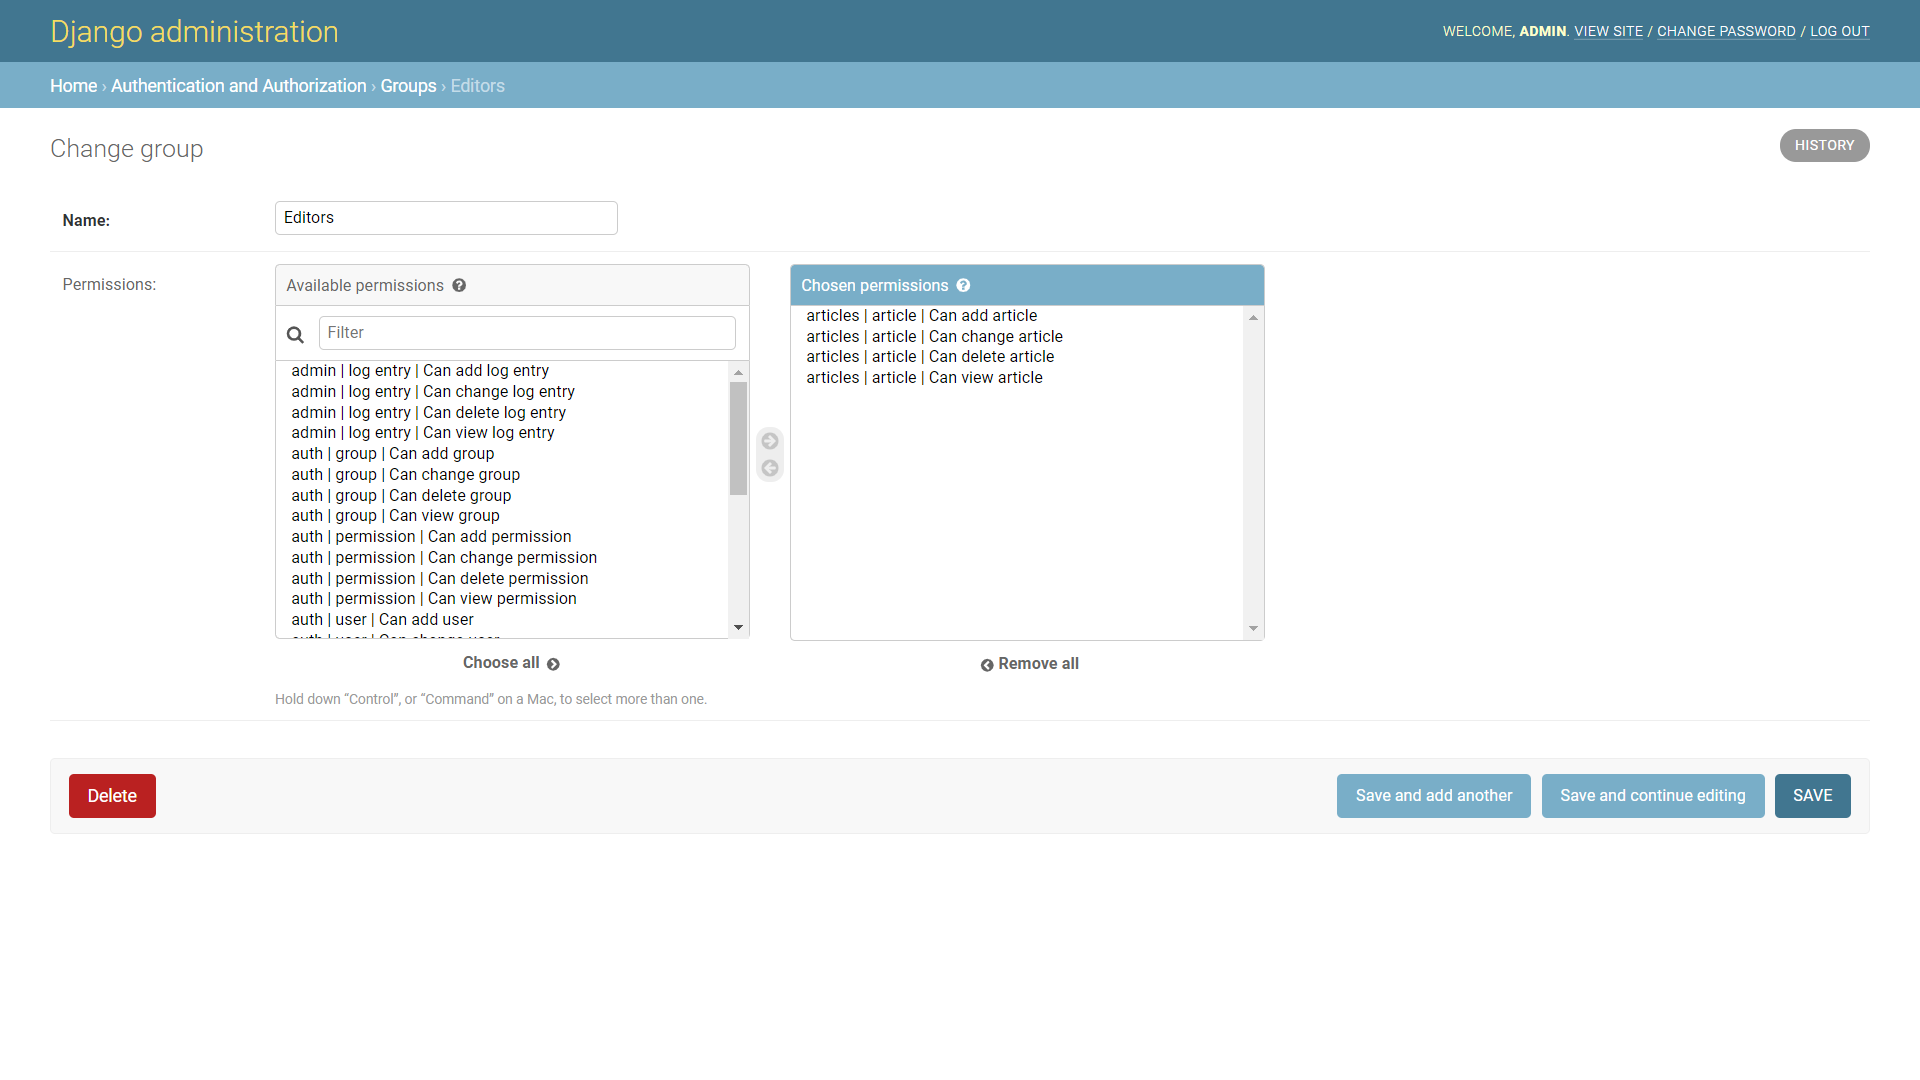 Django administration
WELCOME, ADMIN. VIEW SITE / CHANGE PASSWORD / LOG OUT
Home › Authentication and Authorization › Groups › Editors
Change group
HISTORY
Name:
Editors
Permissions:
Available permissions
Filter
admin | log entry | Can add log entry
admin | log entry | Can change log entry
admin | log entry | Can delete log entry
admin | log entry | Can view log entry
auth | group | Can add group
auth | group | Can change group
auth | group | Can delete group
auth | group | Can view group
auth | permission | Can add permission
auth | permission | Can change permission
auth | permission | Can delete permission
auth | permission | Can view permission
auth | user | Can add user
auth | user | Can change user
Choose all
Chosen permissions
articles | article | Can add article
articles | article | Can change article
articles | article | Can delete article
articles | article | Can view article
Remove all
Hold down “Control”, or “Command” on a Mac, to select more than one.
Delete
Save and add another
Save and continue editing
SAVE